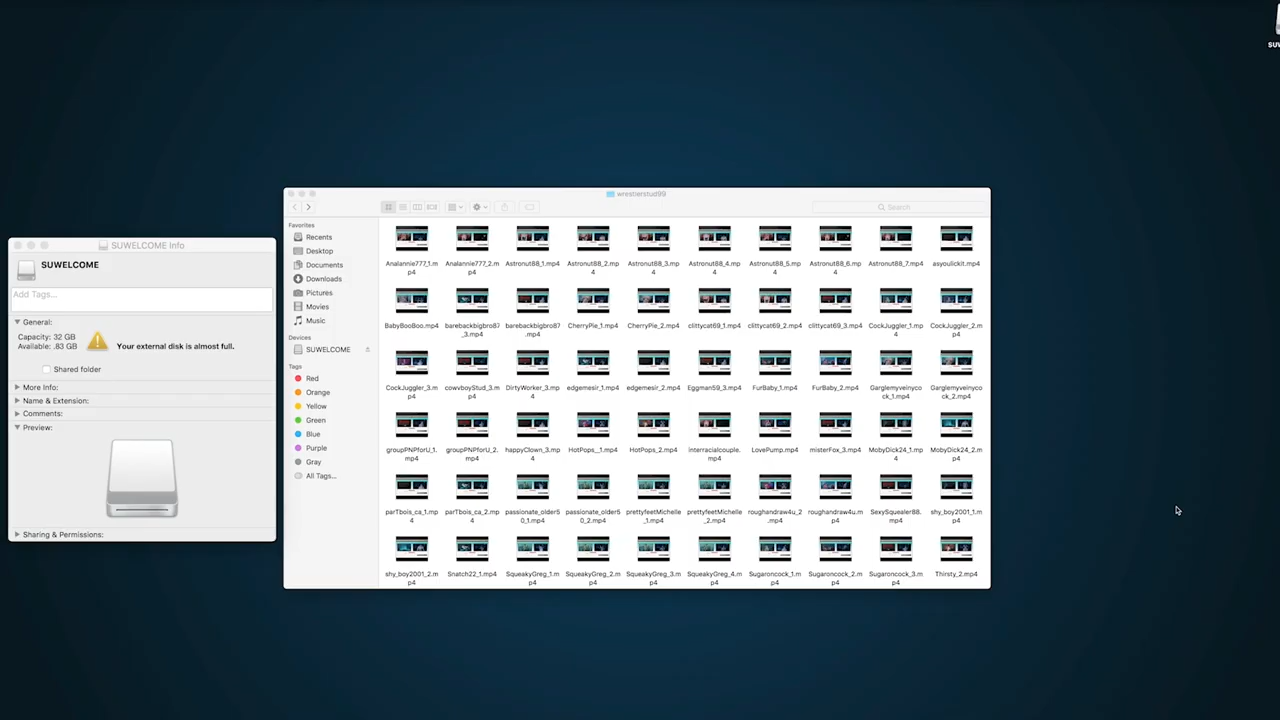 SUW
SUWELCOME Info
SUWELCOME
Add Tags...
General:
Capacity: 32 GB
Available: .83 GB
Your external disk is almost full.
Shared folder
More Info:
Name & Extension:
Comments:
Preview:
Sharing & Permissions:
wrestlerstud99
Search
Favorites
Recents
Desktop
Documents
Downloads
Pictures
Movies
Music
Devices
SUWELCOME
Tags
Red
Orange
Yellow
Green
Blue
Purple
Gray
All Tags...
Analannie777_1.mp4
Analannie777_2.mp4
Astronut88_1.mp4
Astronut88_2.mp4
Astronut88_3.mp4
Astronut88_4.mp4
Astronut88_5.mp4
Astronut88_6.mp4
Astronut88_7.mp4
asyoulickit.mp4
BabyBooBoo.mp4
barebackbigbro87_3.mp4
barebackbigbro87.mp4
CherryPie_1.mp4
CherryPie_2.mp4
clittycat69_1.mp4
clittycat69_2.mp4
clittycat69_3.mp4
CockJuggler_1.mp4
CockJuggler_2.mp4
CockJuggler_3.mp4
cowvboyStud_3.mp4
DirtyWorker_3.mp4
edgemesir_1.mp4
edgemesir_2.mp4
Eggman59_3.mp4
FurBaby_1.mp4
FurBaby_2.mp4
Garglemyveinycock_1.mp4
Garglemyveinycock_2.mp4
groupPNPforU_1.mp4
groupPNPforU_2.mp4
happyClown_3.mp4
HotPops__1.mp4
HotPops_2.mp4
interracialcouple.mp4
LovePump.mp4
misterFox_3.mp4
MobyDick24_1.mp4
MobyDick24_2.mp4
parTbois_ca_1.mp4
parTbois_ca_2.mp4
passionate_older50_1.mp4
passionate_older50_2.mp4
prettyfeetMichelle_1.mp4
prettyfeetMichelle_2.mp4
roughandraw4u_2.mp4
roughandraw4u.mp4
SexySquealer88.mp4
shy_boy2001_1.mp4
shy_boy2001_2.mp4
Snatch22_1.mp4
SqueakyGreg_1.mp4
SqueakyGreg_2.mp4
SqueakyGreg_3.mp4
SqueakyGreg_4.mp4
Sugaroncock_1.mp4
Sugaroncock_2.mp4
Sugaroncock_3.mp4
Thirsty_2.mp4